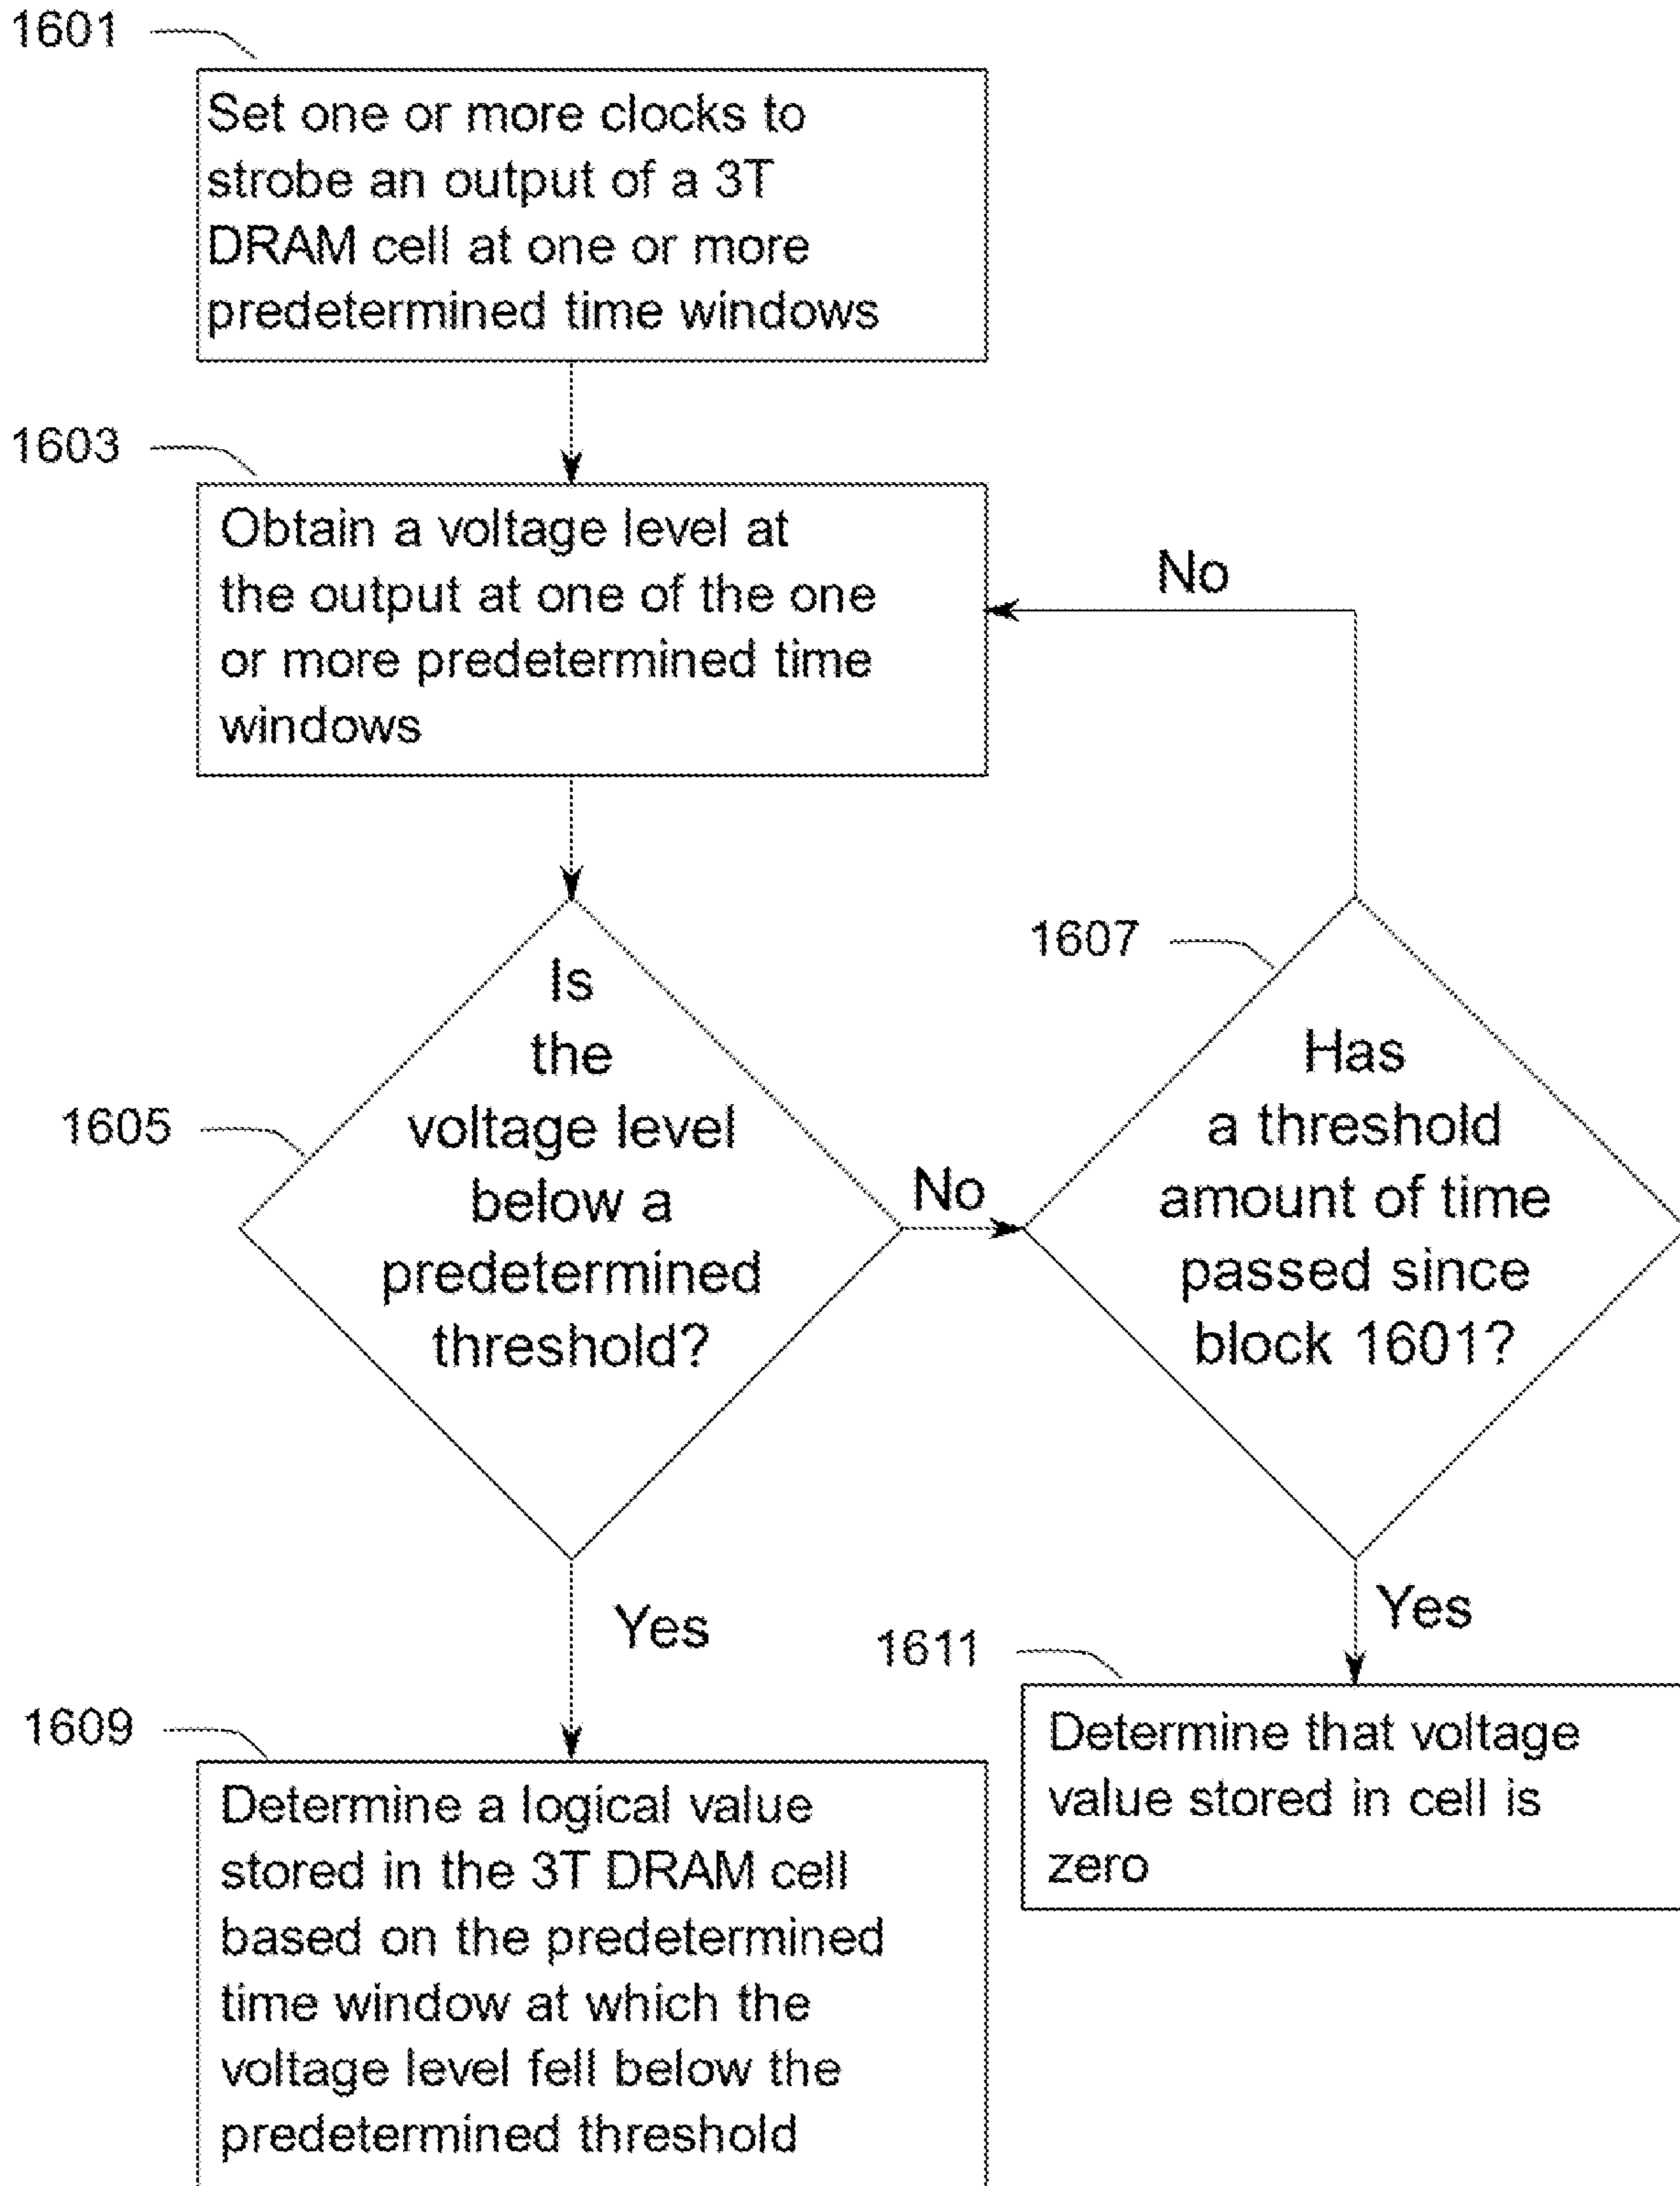 1601
Set one or more clocks to
strobe an output of a 3T
DRAM cell at one or more
predetermined time windows
1603
Obtain a voltage level at
the output at one of the one
or more predetermined time
windows
No
1605
Is
the
voltage level
below a
predetermined
threshold?
No
1607
Has
a threshold
amount of time
passed since
block 1601?
Yes
Yes
1609
Determine a logical value
stored in the 3T DRAM cell
based on the predetermined
time window at which the
voltage level fell below the
predetermined threshold
1611
Determine that voltage
value stored in cell is
zero